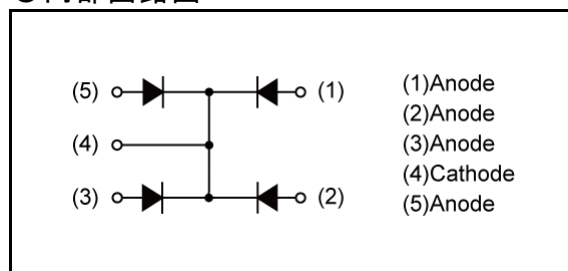 (5) (1)
(4)
(3) (2)
(1)Anode
(2)Anode
(3)Anode
(4)Cathode
(5)Anode